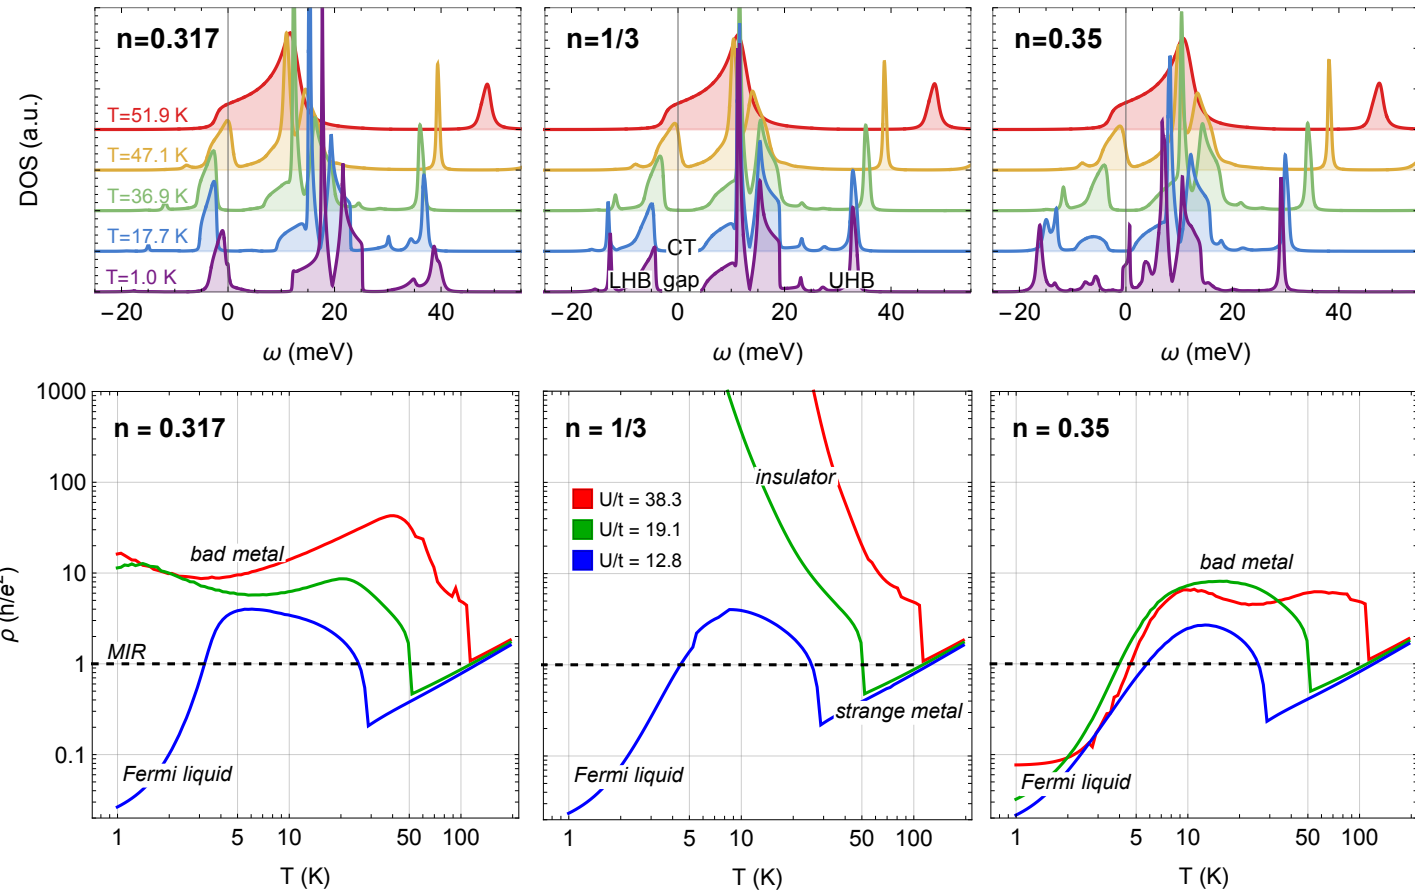 n=0.317
n=1/3
n=0.35
DOS (a.u.)
T=51.9 K
T=47.1 K
T=36.9 K
T=17.7 K
T=1.0 K
CT
LHB gap
UHB
−20 0 20 40
−20 0 20 40
−20 0 20 40
ω (meV)
ω (meV)
ω (meV)
1000
100
10
1
0.1
ρ (h/e²)
n = 0.317
bad metal
MIR
Fermi liquid
n = 1/3
insulator
U/t = 38.3
U/t = 19.1
U/t = 12.8
strange metal
Fermi liquid
n = 0.35
bad metal
Fermi liquid
1 5 10 50 100
1 5 10 50 100
1 5 10 50 100
T (K)
T (K)
T (K)